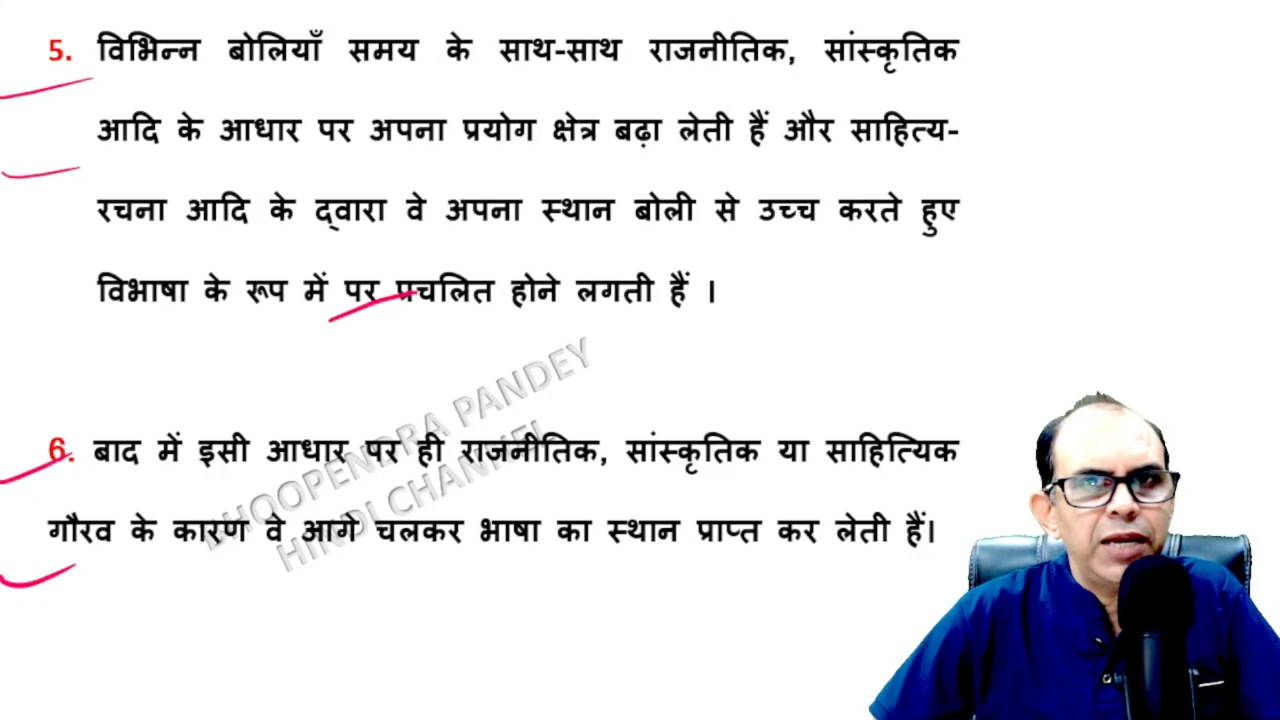 5. विभिन्न बोलियाँ समय के साथ-साथ राजनीतिक, सांस्कृतिक
आदि के आधार पर अपना प्रयोग क्षेत्र बढ़ा लेती हैं और साहित्य-
रचना आदि के द्वारा वे अपना स्थान बोली से उच्च करते हुए
विभाषा के रूप में पर प्रचलित होने लगती हैं ।
BHOOPENDRA PANDEY
HINDI CHANNEL
6. बाद में इसी आधार पर ही राजनीतिक, सांस्कृतिक या साहित्यिक
गौरव के कारण वे आगे चलकर भाषा का स्थान प्राप्त कर लेती हैं।